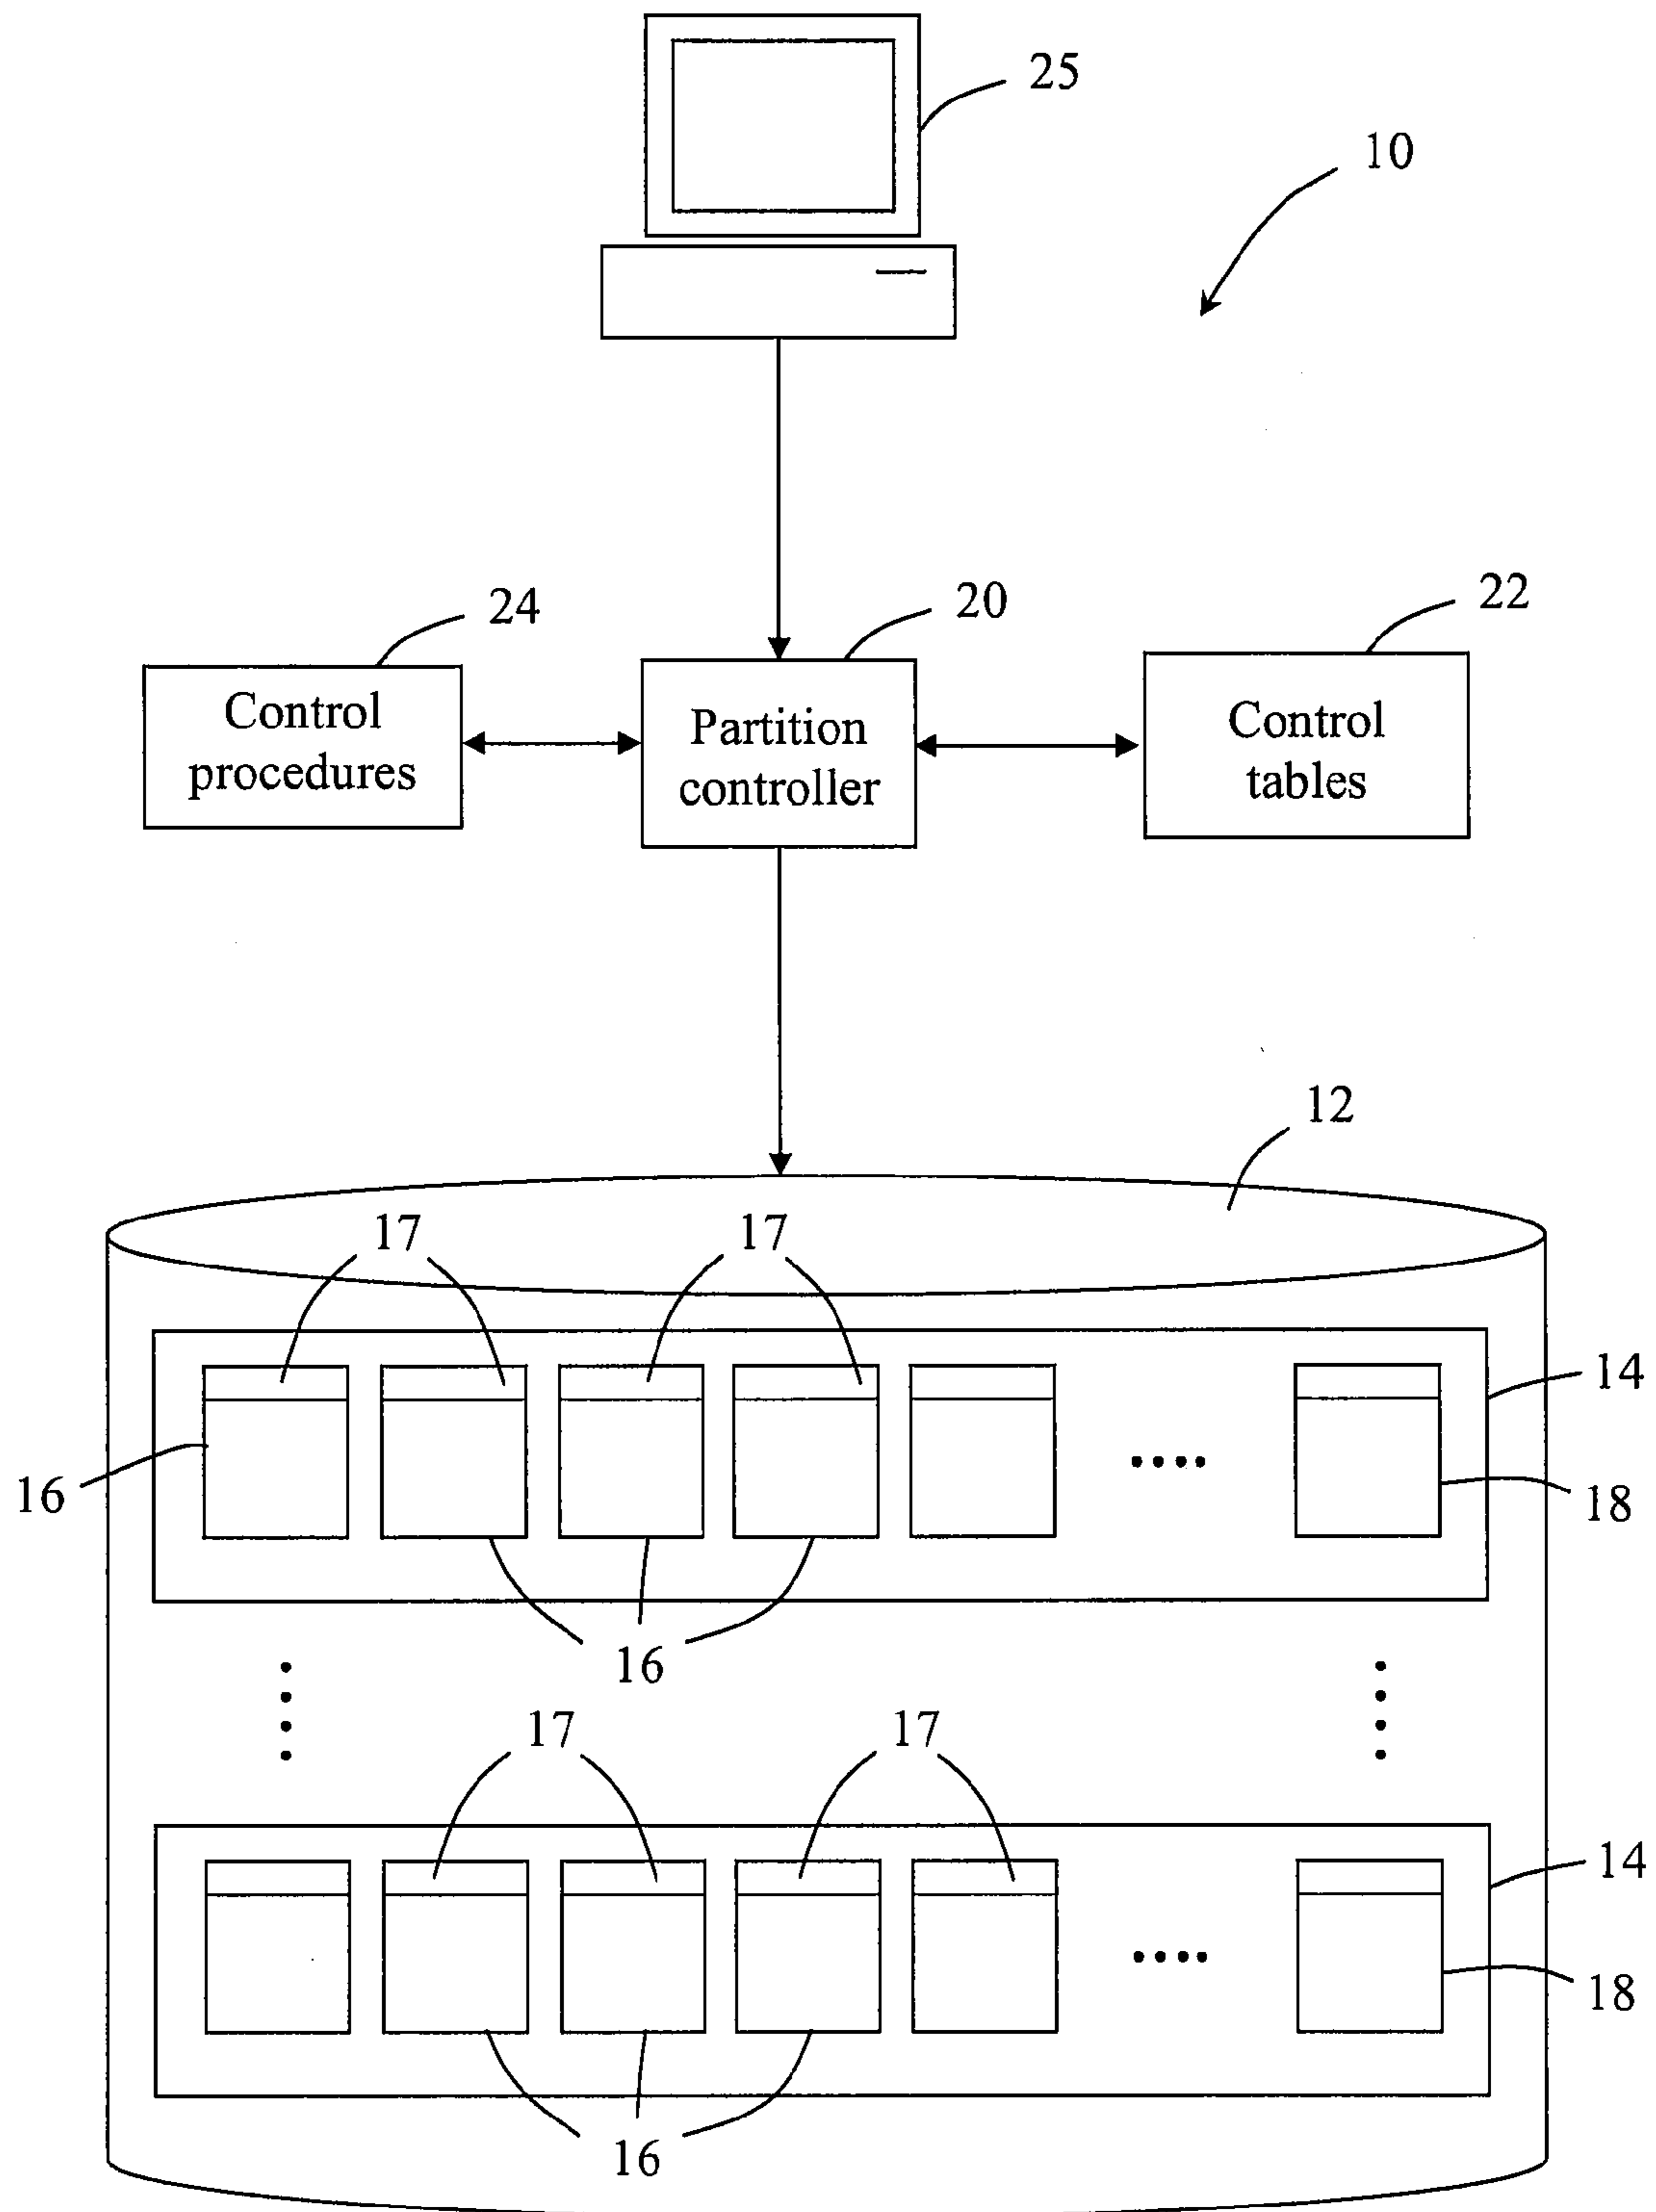 25
10
24
20
22
Control
procedures
Partition
controller
Control
tables
12
17
17
14
16
18
16
17
17
14
18
16